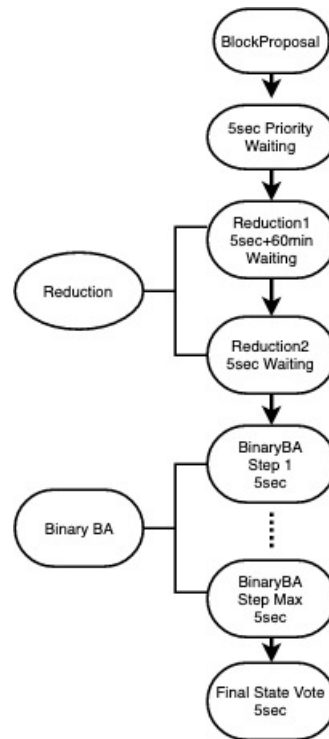 BlockProposal
5sec Priority
Waiting
Reduction1
5sec+60min
Waiting
Reduction
Reduction2
5sec Waiting
BinaryBA
Step 1
5sec
Binary BA
BinaryBA
Step Max
5sec
Final State Vote
5sec